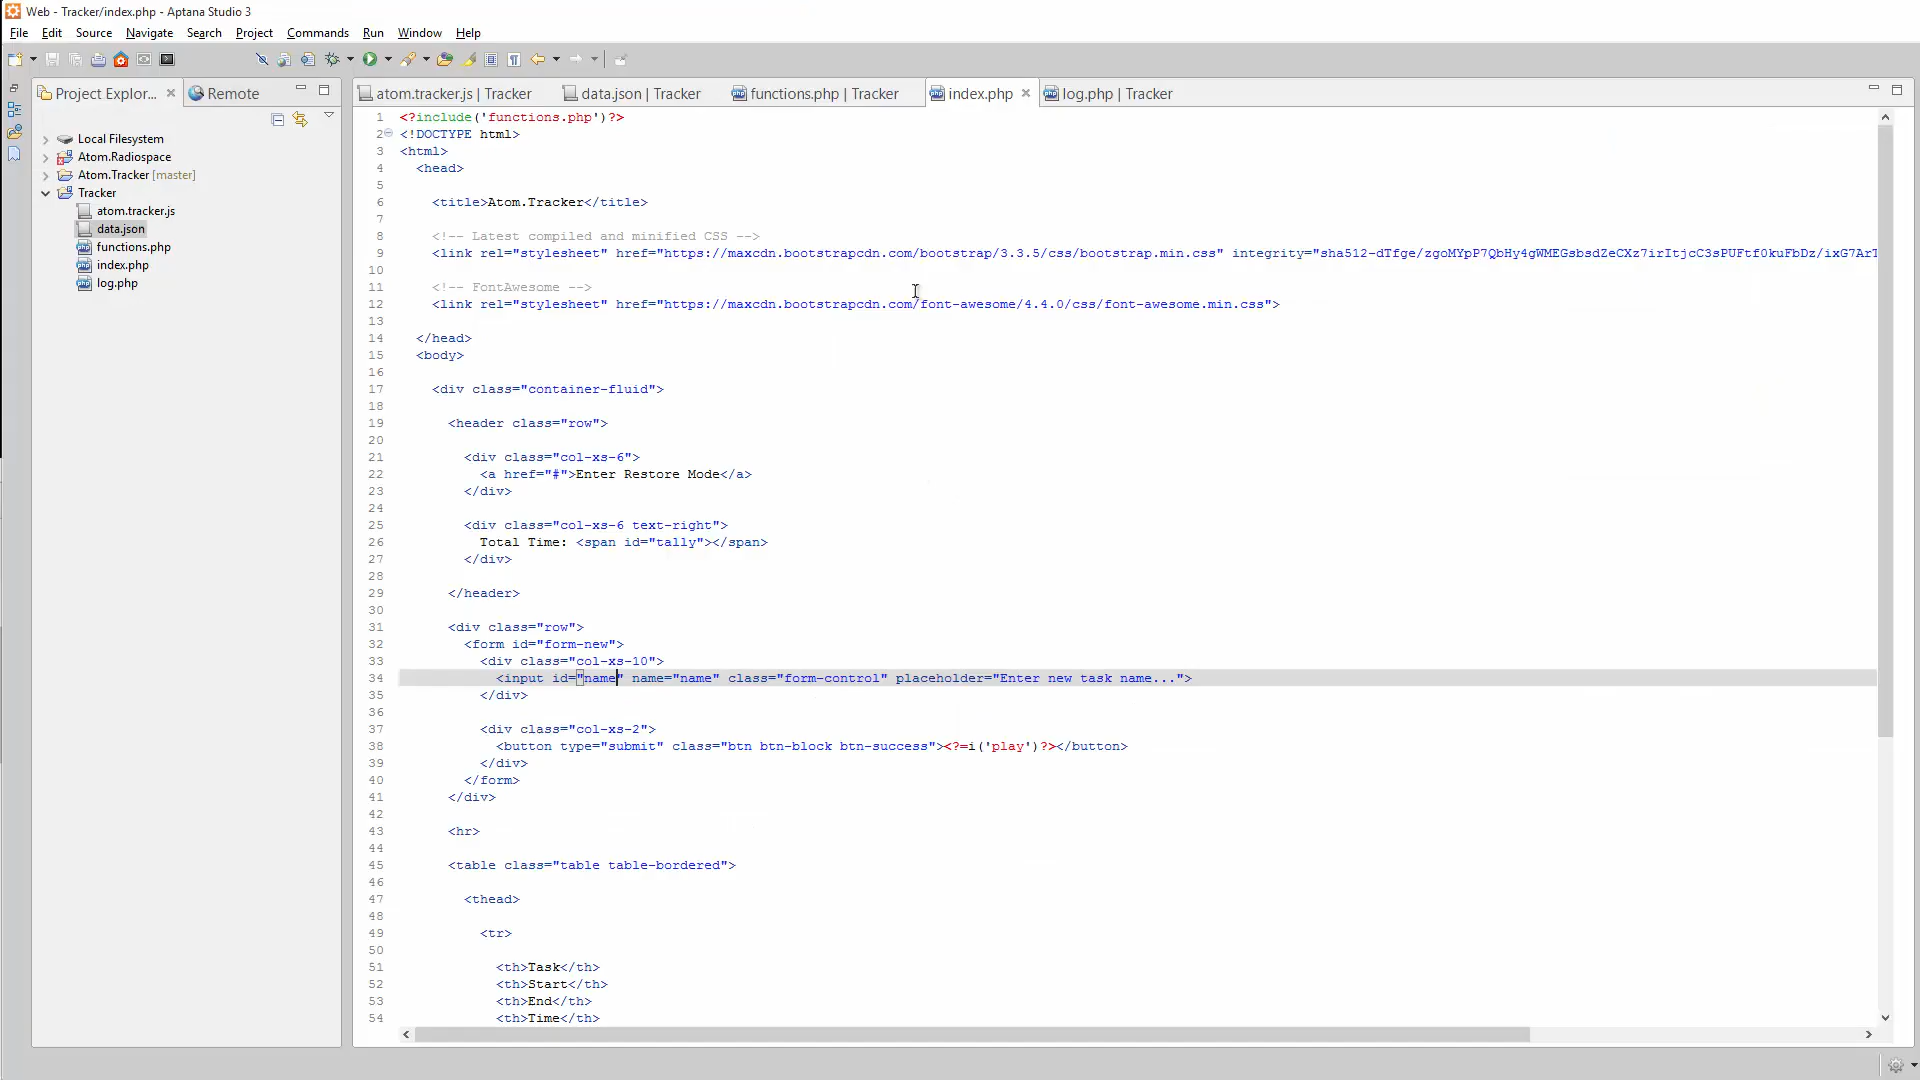 Web - Tracker/index.php - Aptana Studio 3
File Edit Source Navigate Search Project Commands Run Window Help
Project Explor... Remote
Local Filesystem
Atom.Radiospace
Atom.Tracker [master]
Tracker
atom.tracker.js
data.json
functions.php
index.php
log.php
atom.tracker.js | Tracker data.json | Tracker functions.php | Tracker index.php log.php | Tracker
1 <?include('functions.php')?>
2 <!DOCTYPE html>
3 <html>
4 <head>
5
6 <title>Atom.Tracker</title>
7
8 <!-- Latest compiled and minified CSS -->
9 <link rel="stylesheet" href="https://maxcdn.bootstrapcdn.com/bootstrap/3.3.5/css/bootstrap.min.css" integrity="sha512-dTfge/zgoMYpP7QbHy4gWMEGsbsdZeCXz7irItjcC3sPUFtf0kuFbDz/ixG7ArT
10
11 <!-- FontAwesome -->
12 <link rel="stylesheet" href="https://maxcdn.bootstrapcdn.com/font-awesome/4.4.0/css/font-awesome.min.css">
13
14 </head>
15 <body>
16
17 <div class="container-fluid">
18
19 <header class="row">
20
21 <div class="col-xs-6">
22 <a href="#">Enter Restore Mode</a>
23 </div>
24
25 <div class="col-xs-6 text-right">
26 Total Time: <span id="tally"></span>
27 </div>
28
29 </header>
30
31 <div class="row">
32 <form id="form-new">
33 <div class="col-xs-10">
34 <input id="name" name="name" class="form-control" placeholder="Enter new task name...">
35 </div>
36
37 <div class="col-xs-2">
38 <button type="submit" class="btn btn-block btn-success"><?=i('play')?></button>
39 </div>
40 </form>
41 </div>
42
43 <hr>
44
45 <table class="table table-bordered">
46
47 <thead>
48
49 <tr>
50
51 <th>Task</th>
52 <th>Start</th>
53 <th>End</th>
54 <th>Time</th>